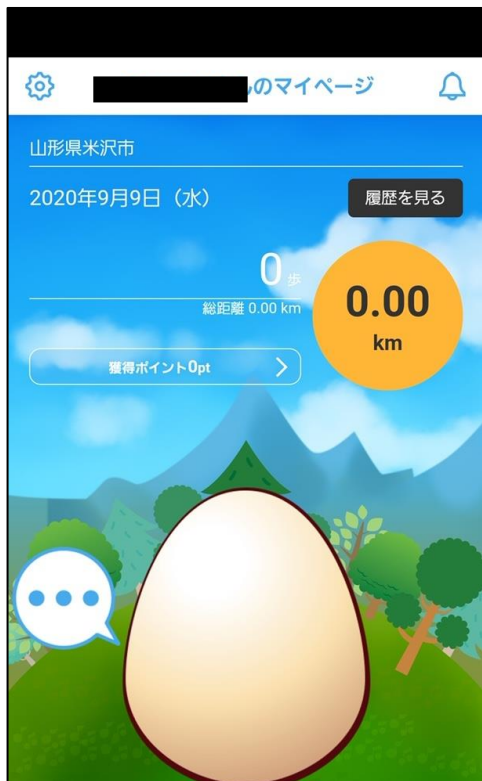 のマイページ
山形県米沢市
2020年9月9日（水）
履歴を見る
0歩
総距離 0.00 km
0.00
km
獲得ポイント0pt